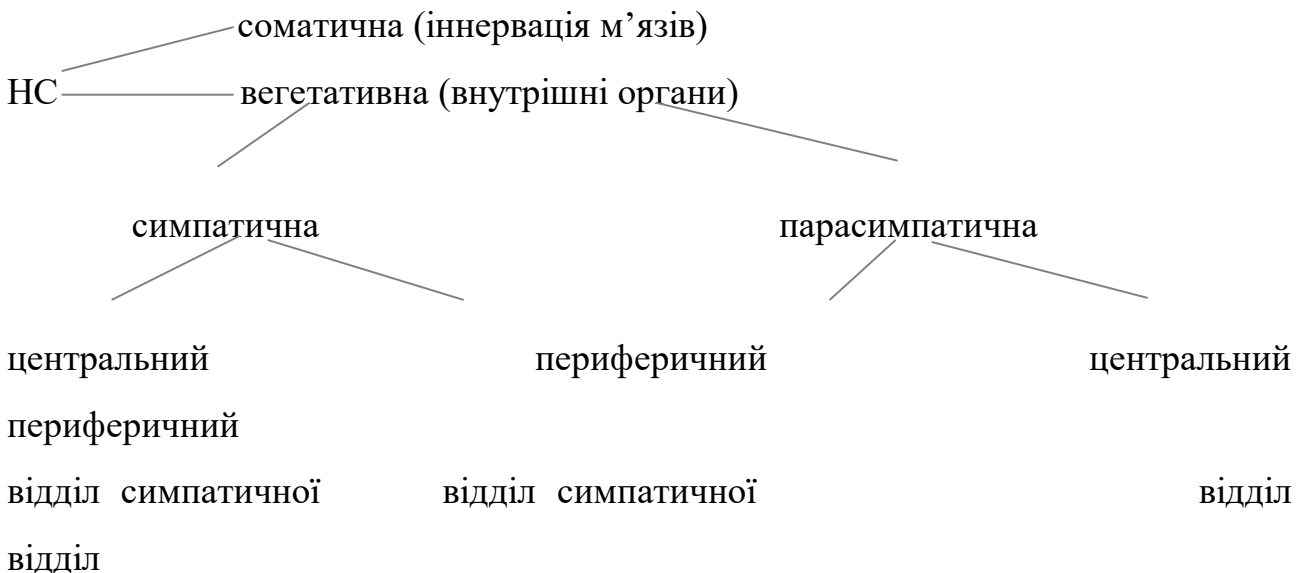 соматична (іннервація м’язів)
НС вегетативна (внутрішні органи)
симпатична парасимпатична
центральний периферичний центральний
периферичний
відділ симпатичної відділ симпатичної відділ
відділ